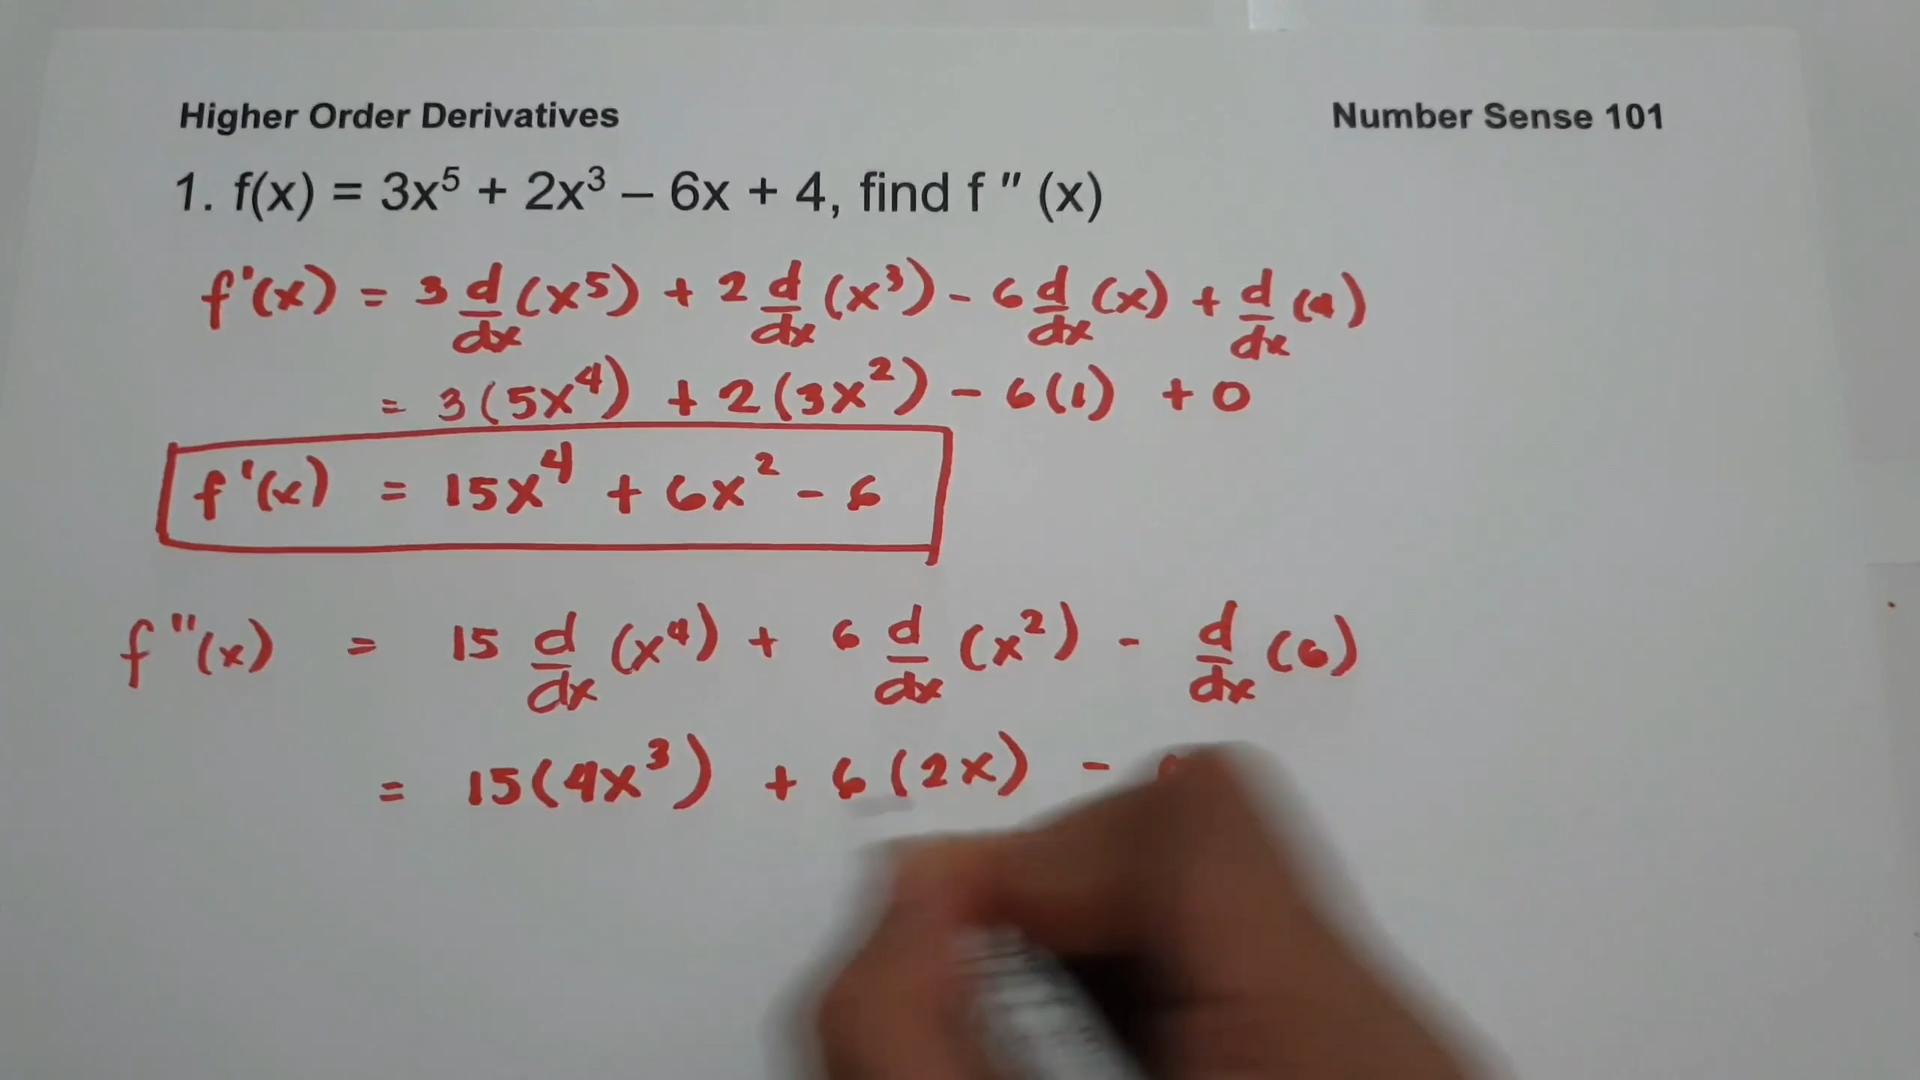 Higher Order Derivatives Number Sense 101
1. f(x) = 3x⁵ + 2x³ – 6x + 4, find f ″ (x)
f'(x) = 3 d/dx (x⁵) + 2 d/dx (x³) - 6 d/dx (x) + d/dx (4)
= 3(5x⁴) + 2(3x²) - 6(1) + 0
f'(x) = 15x⁴ + 6x² - 6
f"(x) = 15 d/dx (x⁴) + 6 d/dx (x²) - d/dx (6)
= 15(4x³) + 6(2x) -